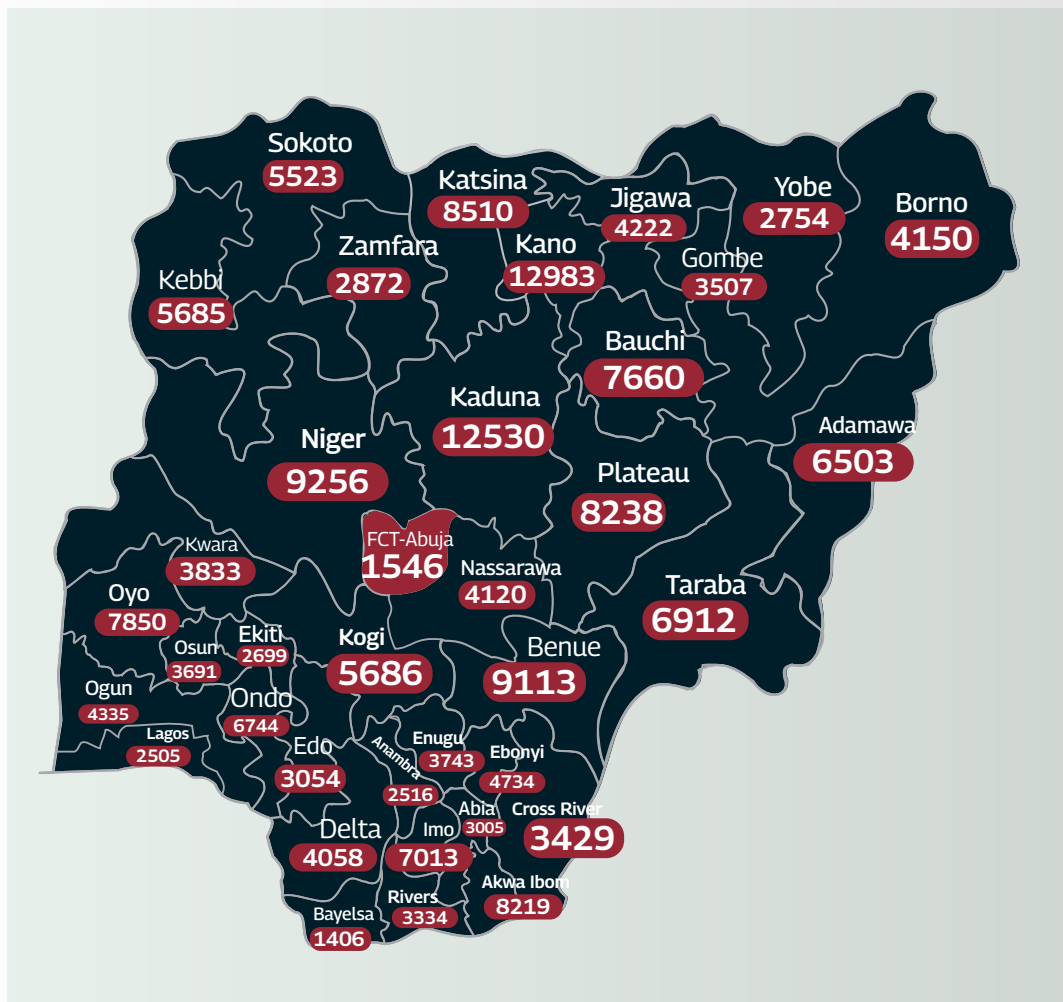 Sokoto
5523
Katsina
8510
Jigawa
4222
Yobe
2754
Borno
4150
Zamfara
2872
Kano
12983
Gombe
3507
Kebbi
5685
Bauchi
7660
Kaduna
12530
Niger
9256
Adamawa
6503
Plateau
8238
FCT-Abuja
1546
Nassarawa
4120
Kwara
3833
Taraba
6912
Oyo
7850
Osun
3691
Ekiti
2699
Kogi
5686
Benue
9113
Ogun
4335
Ondo
6744
Lagos
2505
Edo
3054
Anambra
2516
Enugu
3743
Ebonyi
4734
Abia
3005
Cross River
3429
Delta
4058
Imo
7013
Akwa Ibom
8219
Rivers
3334
Bayelsa
1406